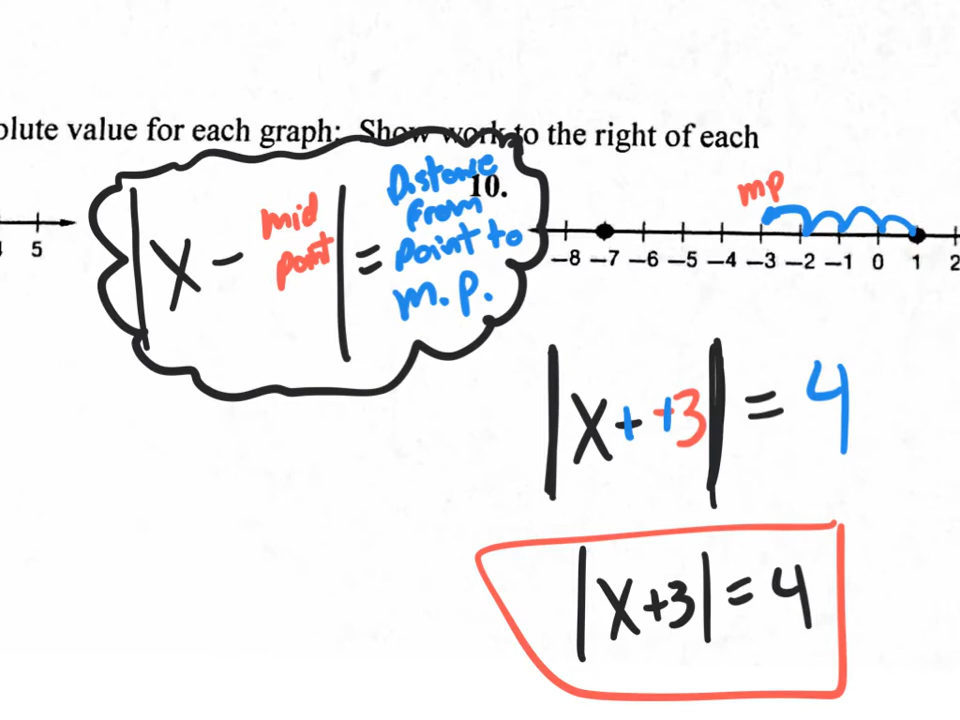 olute value for each graph: Show work to the right of each
|X - mid point| = Distance from point to m.p.
10.
mp
5
-8 -7 -6 -5 -4 -3 -2 -1 0 1 2
|X + +3| = 4
|X+3| = 4